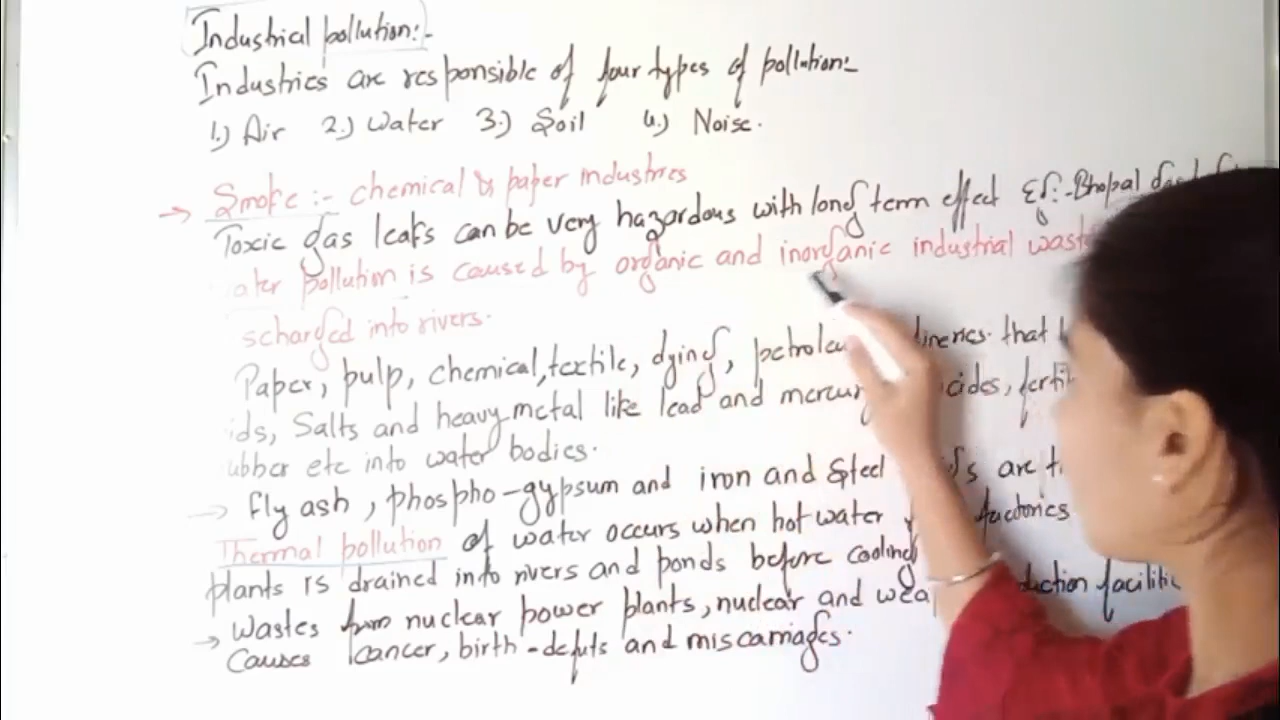 Industrial pollution:-
Industries are responsible of four types of pollution:-
1.) Air 2.) Water 3.) Soil 4.) Noise.
→ Smoke :- chemical & paper industries
Toxic gas leaks can be very hazardous with long term effect Eg:- Bhopal
ater pollution is caused by organic and inorganic industrial
scharged into rivers.
Paper, pulp, chemical, textile, dying, that
ids, Salts and heavy metal like lead and
ubber etc into water bodies.
→ fly ash, phospho-gypsum and iron and steel are
Thermal pollution of water occurs when hot water factories
plants is drained into rivers and ponds before cooling
→ Wastes from nuclear power plants, nuclear and
Causes cancer, birth-defects and miscarriages.